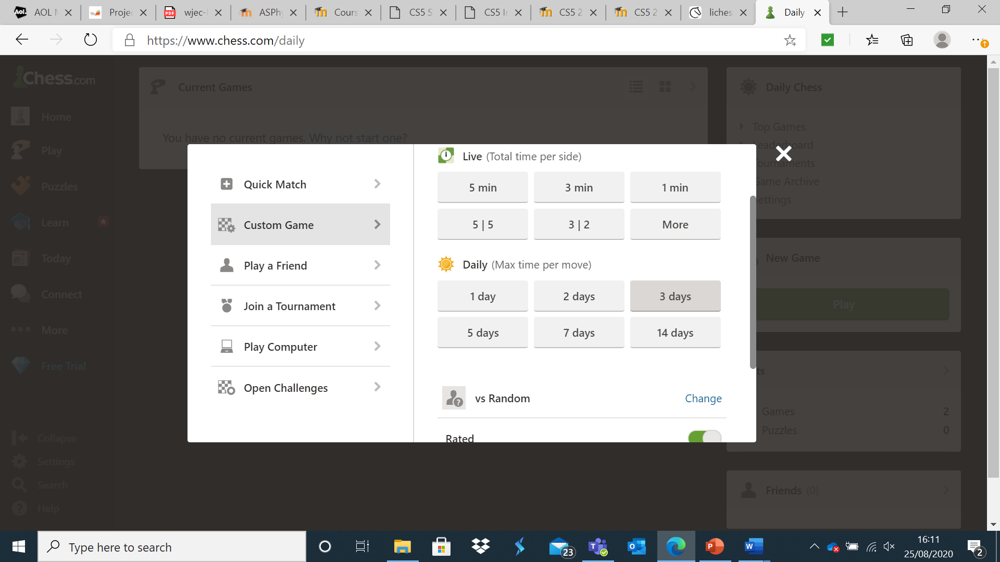 AOL M
Projec
wjec-
ASPhy
Cours
CS5 S
CS5 I
CS5 2
CS5 2
liches
Daily
https://www.chess.com/daily
Chess.com
Home
Play
Puzzles
Learn
Today
Connect
More
Free Trial
Collapse
Settings
Search
Help
Current Games
You have no current games. Why not start one?
Quick Match
Custom Game
Play a Friend
Join a Tournament
Play Computer
Open Challenges
Live (Total time per side)
5 min 3 min 1 min
5 | 5 3 | 2 More
Daily (Max time per move)
1 day 2 days 3 days
5 days 7 days 14 days
vs Random Change
Rated
Daily Chess
Top Games
Leaderboard
Tournaments
Game Archive
Settings
New Game
Play
ts
Games 2
Puzzles 0
Friends (0)
Type here to search
23
16:11
25/08/2020
2